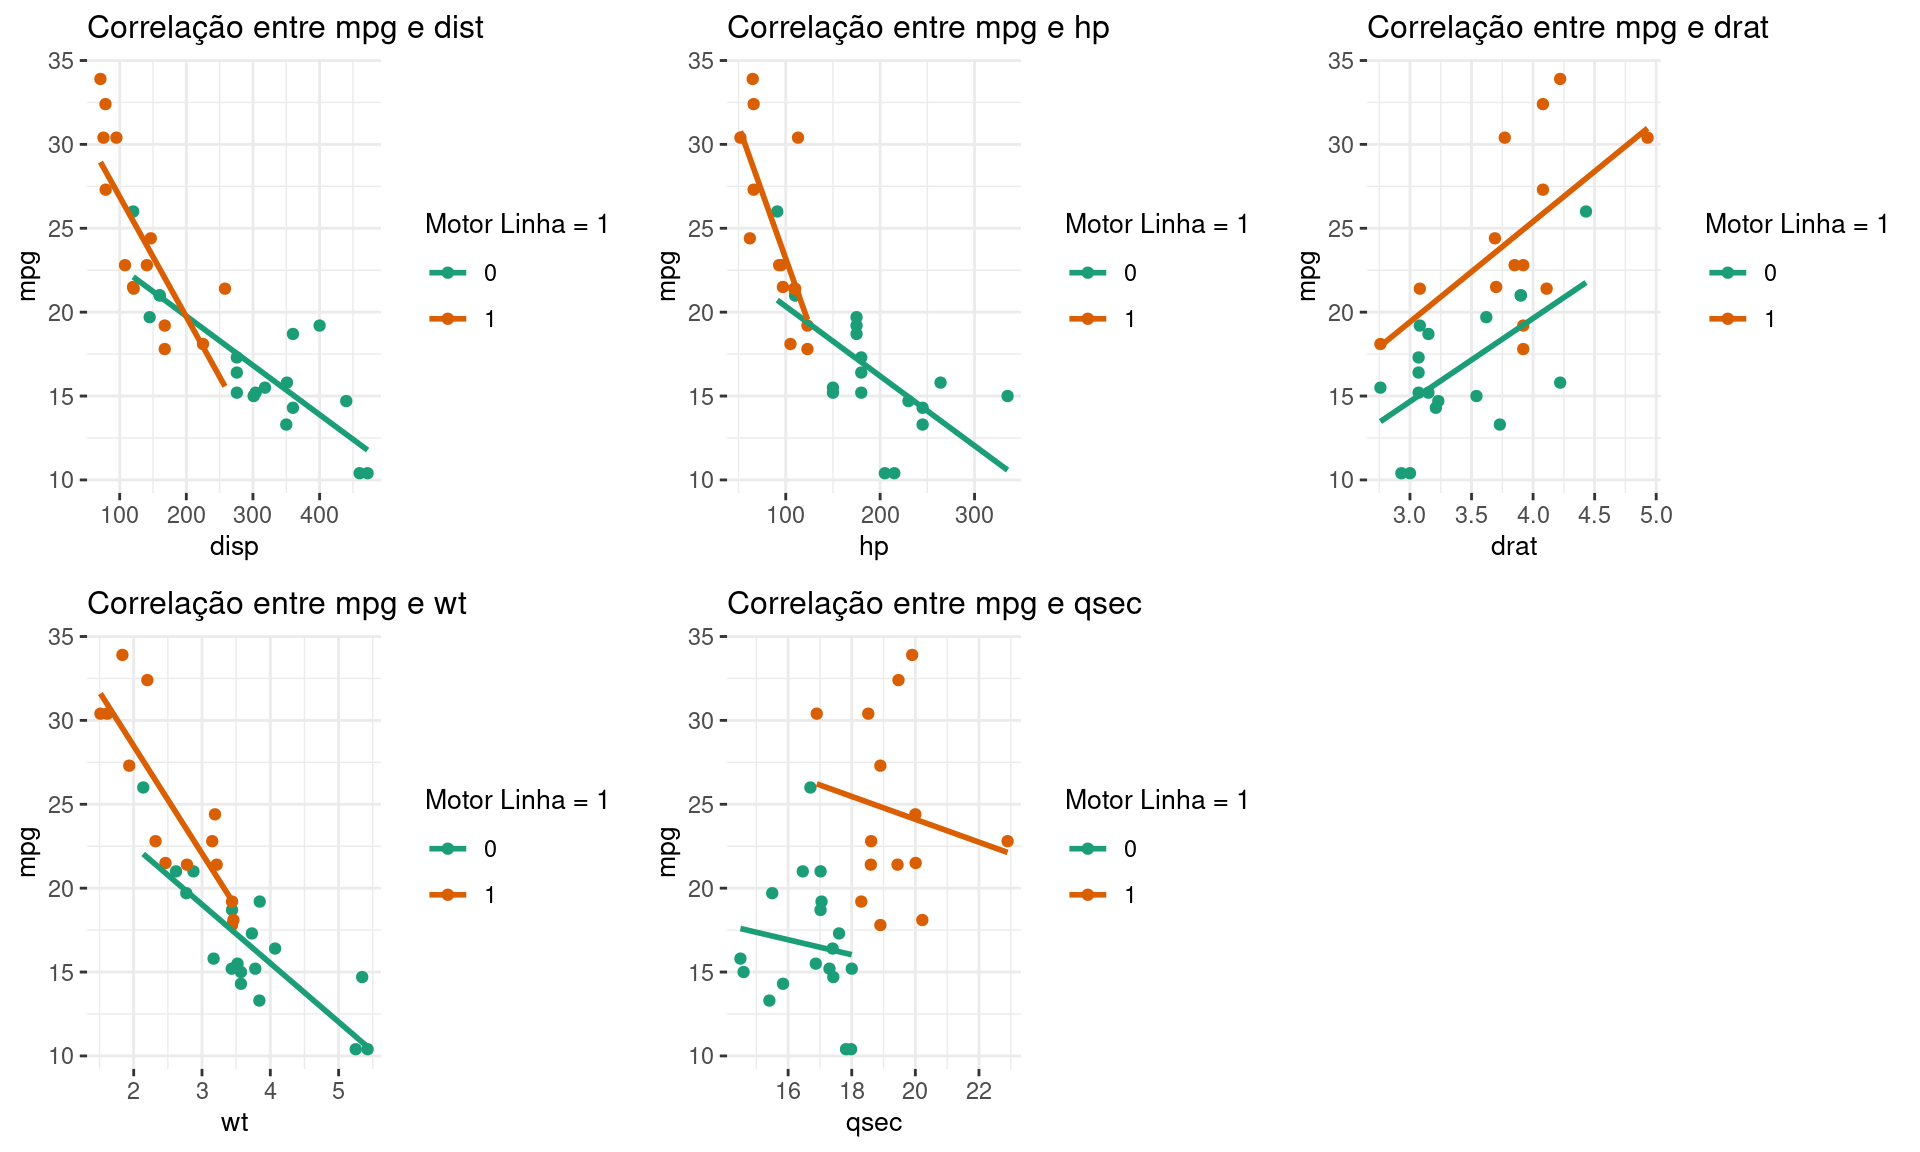 Correlação entre mpg e dist
35
30
25
20
15
10
mpg
100 200 300 400
disp
Motor Linha = 1
0
1
Correlação entre mpg e hp
35
30
25
20
15
10
mpg
100 200 300
hp
Motor Linha = 1
0
1
Correlação entre mpg e drat
35
30
25
20
15
10
mpg
3.0 3.5 4.0 4.5 5.0
drat
Motor Linha = 1
0
1
Correlação entre mpg e wt
35
30
25
20
15
10
mpg
2 3 4 5
wt
Motor Linha = 1
0
1
Correlação entre mpg e qsec
35
30
25
20
15
10
mpg
16 18 20 22
qsec
Motor Linha = 1
0
1